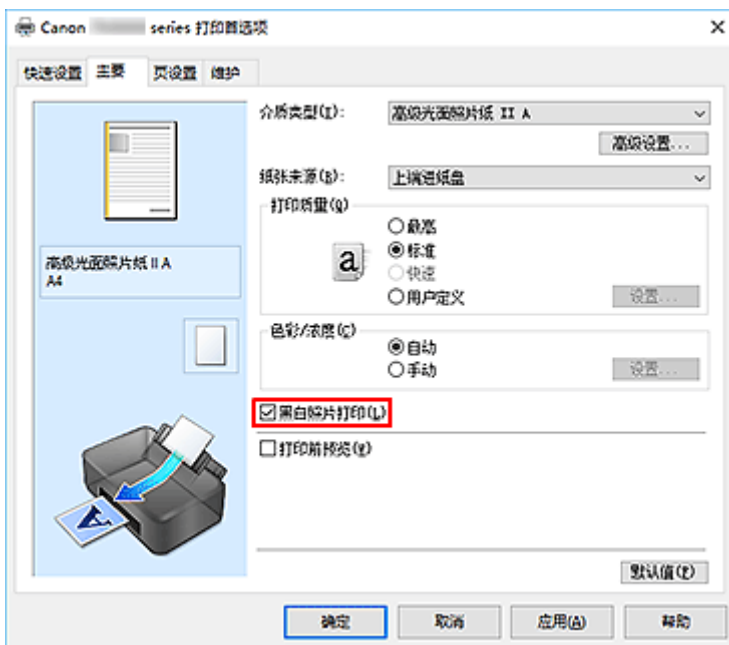 Canon series 打印首选项
快速设置 主要 页设置 维护
介质类型(I): 高级光面照片纸 II A
高级设置...
纸张来源(R): 上端进纸盘
打印质量(Q)
最高
标准
快速
用户定义 设置...
a
高级光面照片纸 II A
A4
色彩/浓度(C)
自动
手动 设置...
黑白照片打印(L)
打印前预览(V)
A
默认值(F)
确定 取消 应用(A) 帮助